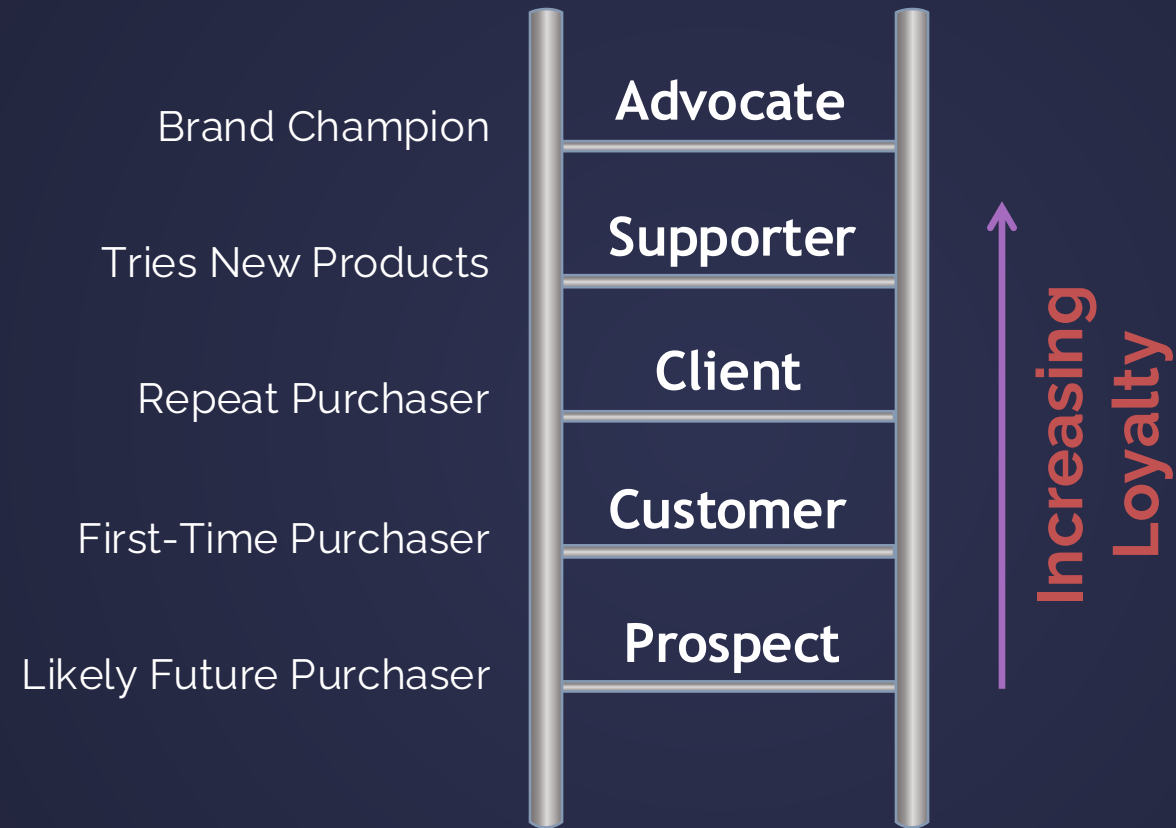 Advocate
Brand Champion
Supporter
Tries New Products
Client
Repeat Purchaser
Customer
First-Time Purchaser
Prospect
Likely Future Purchaser
Increasing
Loyalty